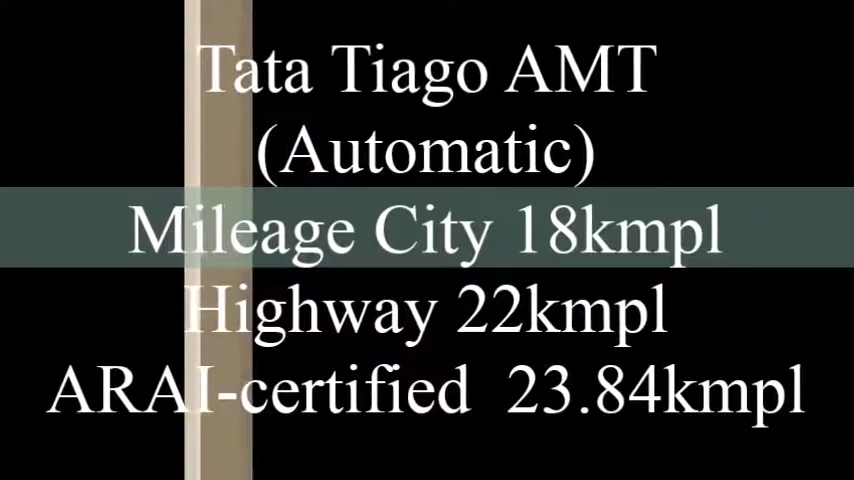 Tata Tiago AMT
(Automatic)
Mileage City 18kmpl
Highway 22kmpl
ARAI-certified  23.84kmpl